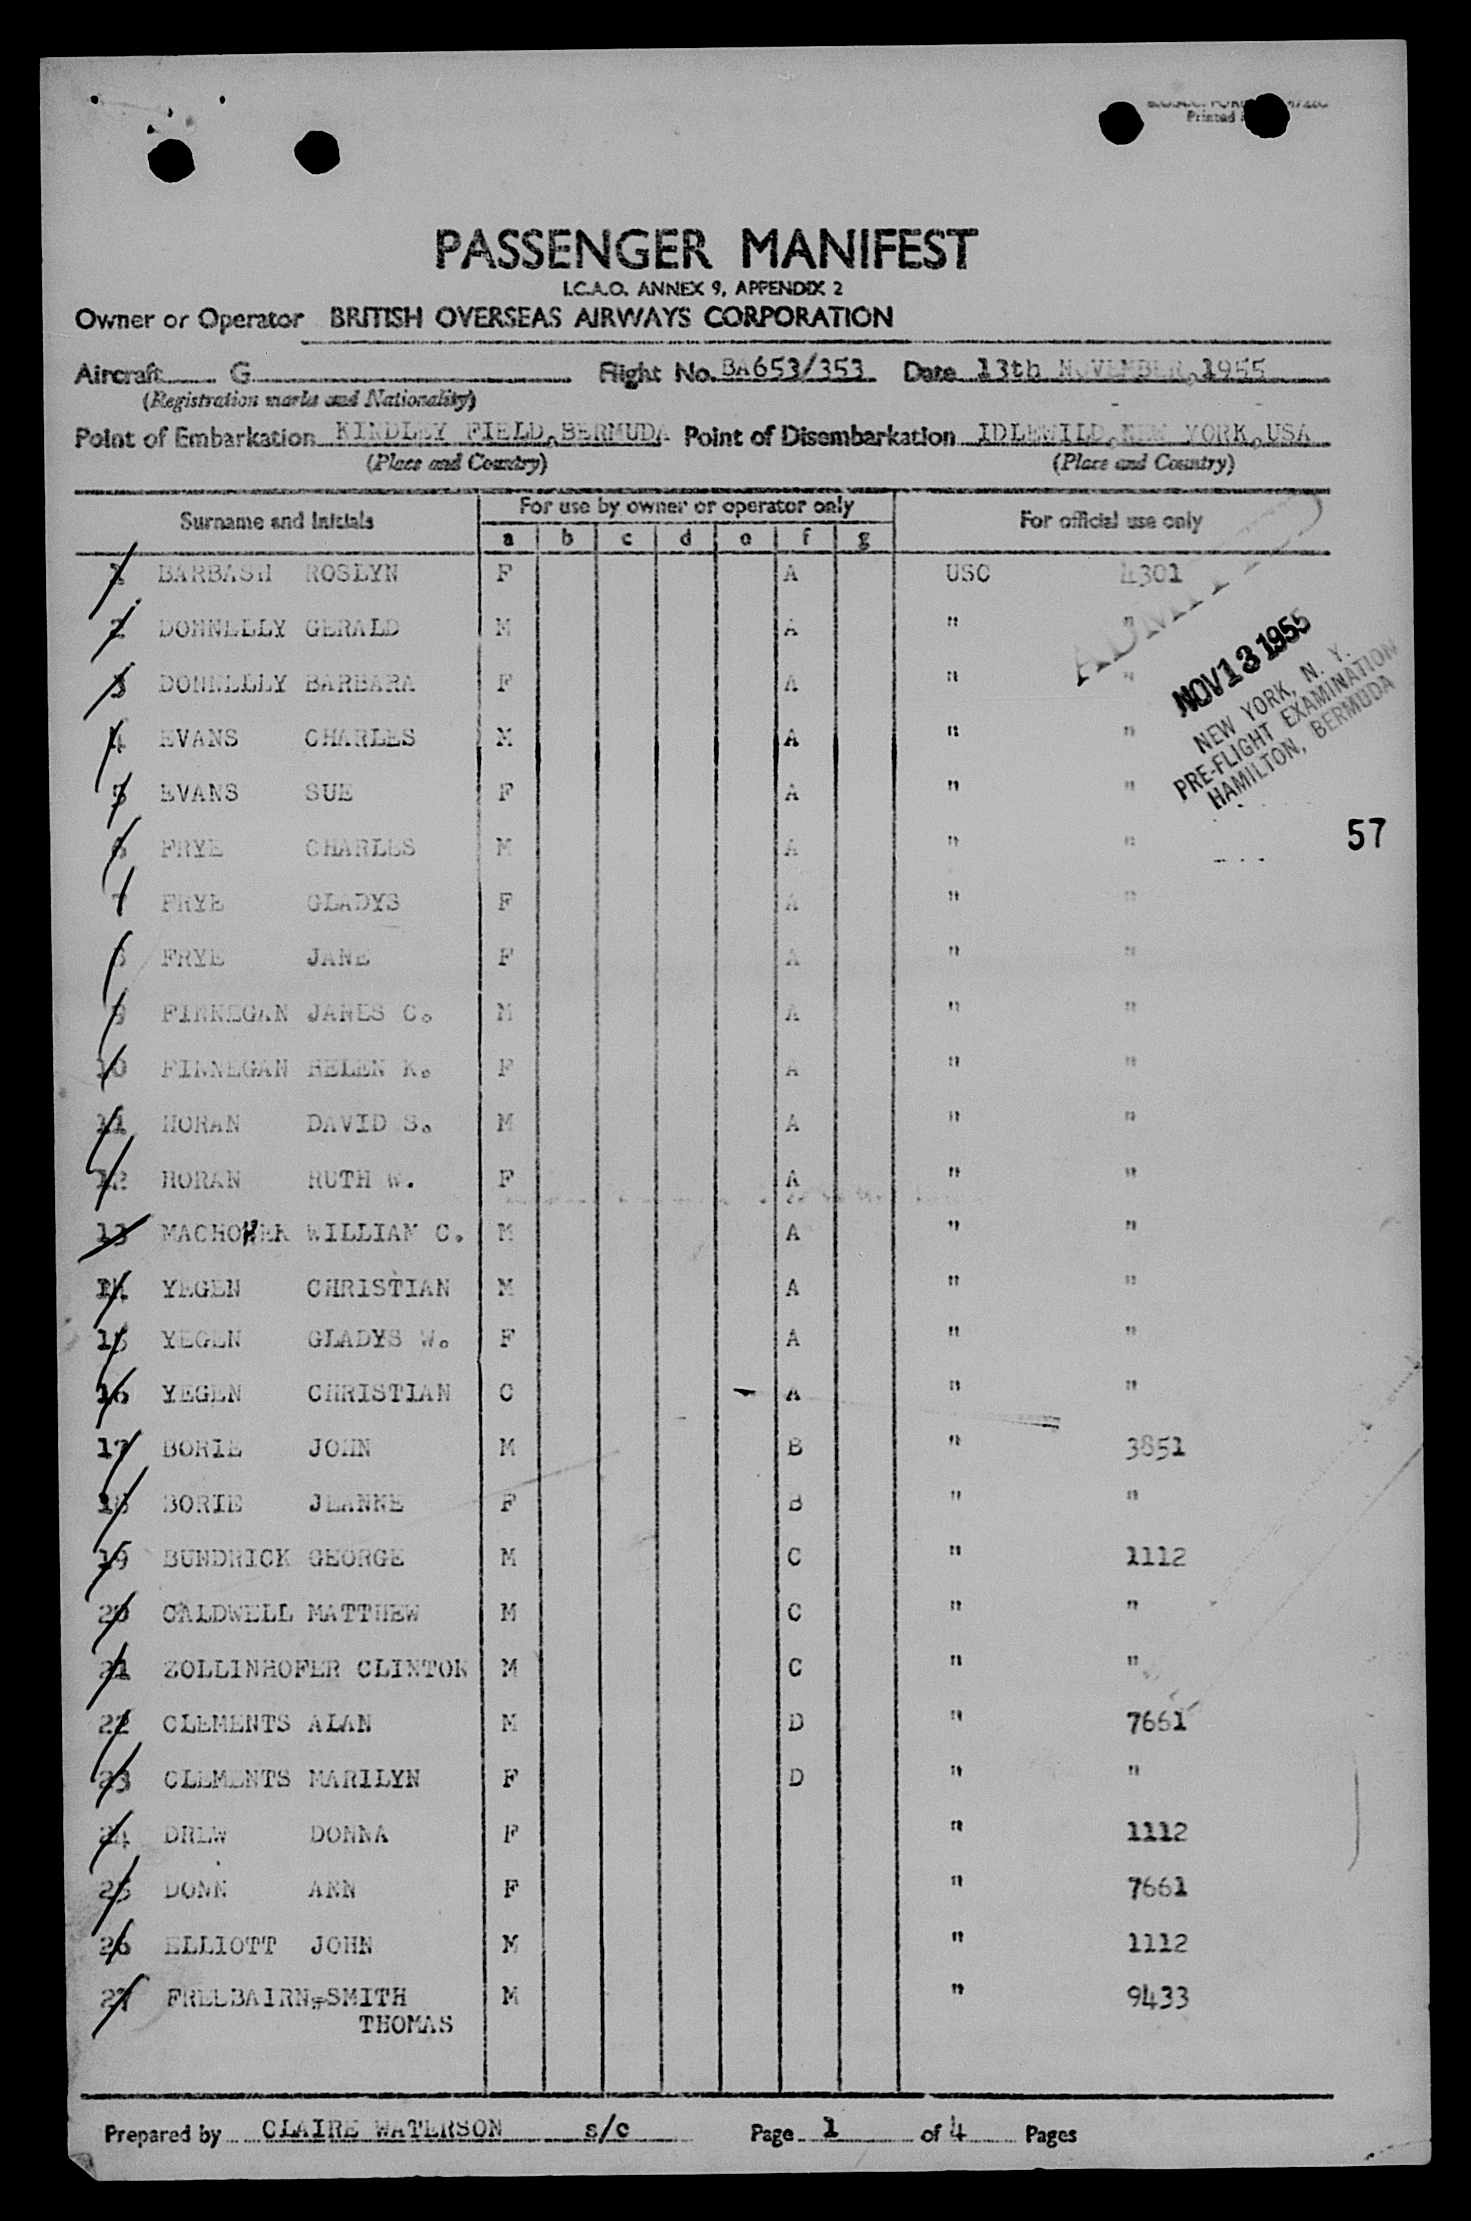 Printed
PASSENGER MANIFEST
I.C.A.O. ANNEX 9, APPENDIX 2
Owner or Operator BRITISH OVERSEAS AIRWAYS CORPORATION
Aircraft G Flight No. BA653/353 Date 13th NOVEMBER, 1955
(Registration marks and Nationality)
Point of Embarkation KINDLEY FIELD, BERMUDA Point of Disembarkation IDLEWILD, NEW YORK, USA
(Place and Country) (Place and Country)
Surname and Initials For use by owner or operator only For official use only
a b c d e f g
1 BARBASH ROSLYN F A USC 4301
2 DONNELLY GERALD M A " "
3 DONNELLY BARBARA F A " "
4 EVANS CHARLES M A " "
5 EVANS SUE F A " "
6 FRYE CHARLES M A " "
7 FRYE GLADYS F A " "
8 FRYE JANE F A " "
9 FINNEGAN JAMES C. M A " "
10 FINNEGAN HELEN K. F A " "
11 HORAN DAVID S. M A " "
12 HORAN RUTH W. F A " "
13 MACHOWER WILLIAM C. M A " "
14 YEGEN CHRISTIAN M A " "
15 YEGEN GLADYS W. F A " "
16 YEGEN CHRISTIAN C A " "
17 BORIE JOHN M B " 3851
18 BORIE JEANNE F B " "
19 BUNDRICK GEORGE M C " 1112
20 CALDWELL MATTHEW M C " "
21 ZOLLINHOFER CLINTON M C " "
22 CLEMENTS ALAN M D " 7661
23 CLEMENTS MARILYN F D " "
24 DREW DONNA F " 1112
25 DONN ANN F " 7661
26 ELLIOTT JOHN M " 1112
27 FREEBAIRN-SMITH M " 9433
THOMAS
ADMITTED
NOV 13 1955
NEW YORK, N. Y.
PRE-FLIGHT EXAMINATION
HAMILTON, BERMUDA
57
Prepared by CLAIRE WATERSON s/c Page 1 of 4 Pages